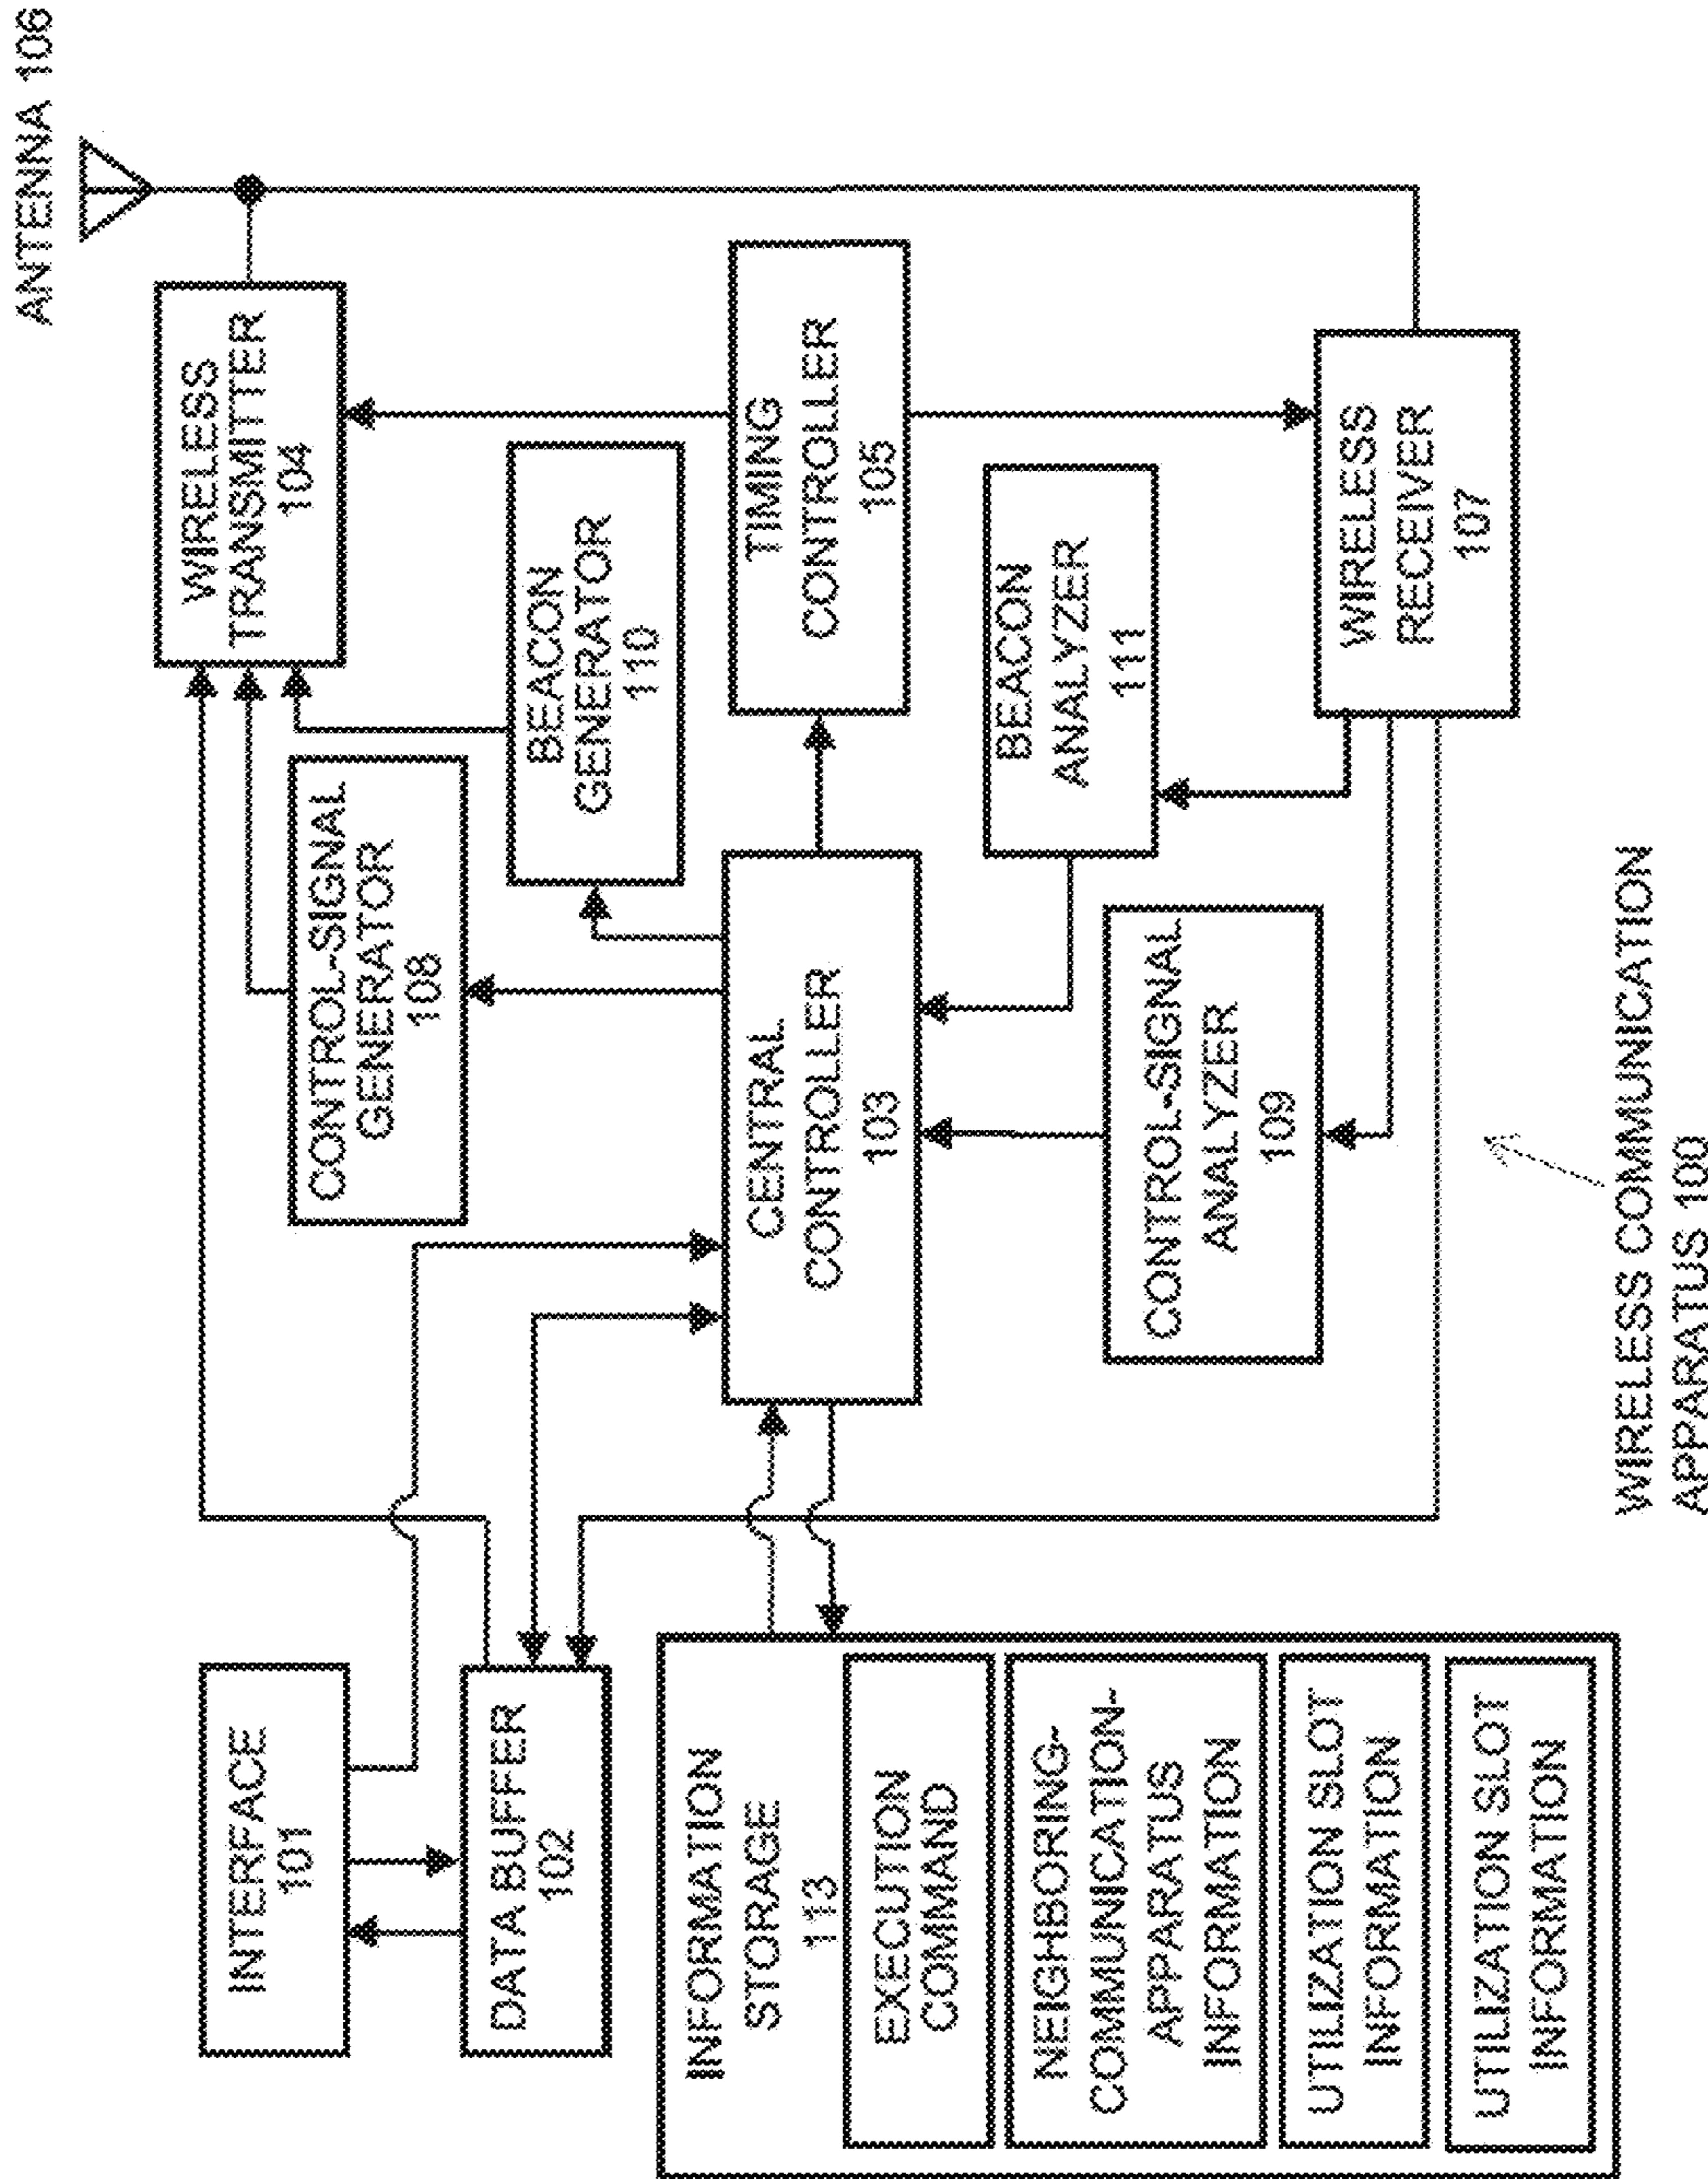 ANTENNA 106
INTERFACE
101
DATA BUFFER
102
INFORMATION
STORAGE
113
EXECUTION
COMMAND
NEIGHBORING-
COMMUNICATION-
APPARATUS
INFORMATION
UTILIZATION SLOT
INFORMATION
UTILIZATION SLOT
INFORMATION
CONTROL-SIGNAL
GENERATOR
108
CENTRAL
CONTROLLER
103
CONTROL-SIGNAL
ANALYZER
109
BEACON
GENERATOR
110
BEACON
ANALYZER
111
WIRELESS
TRANSMITTER
104
TIMING
CONTROLLER
105
WIRELESS
RECEIVER
107
WIRELESS COMMUNICATION
APPARATUS 100